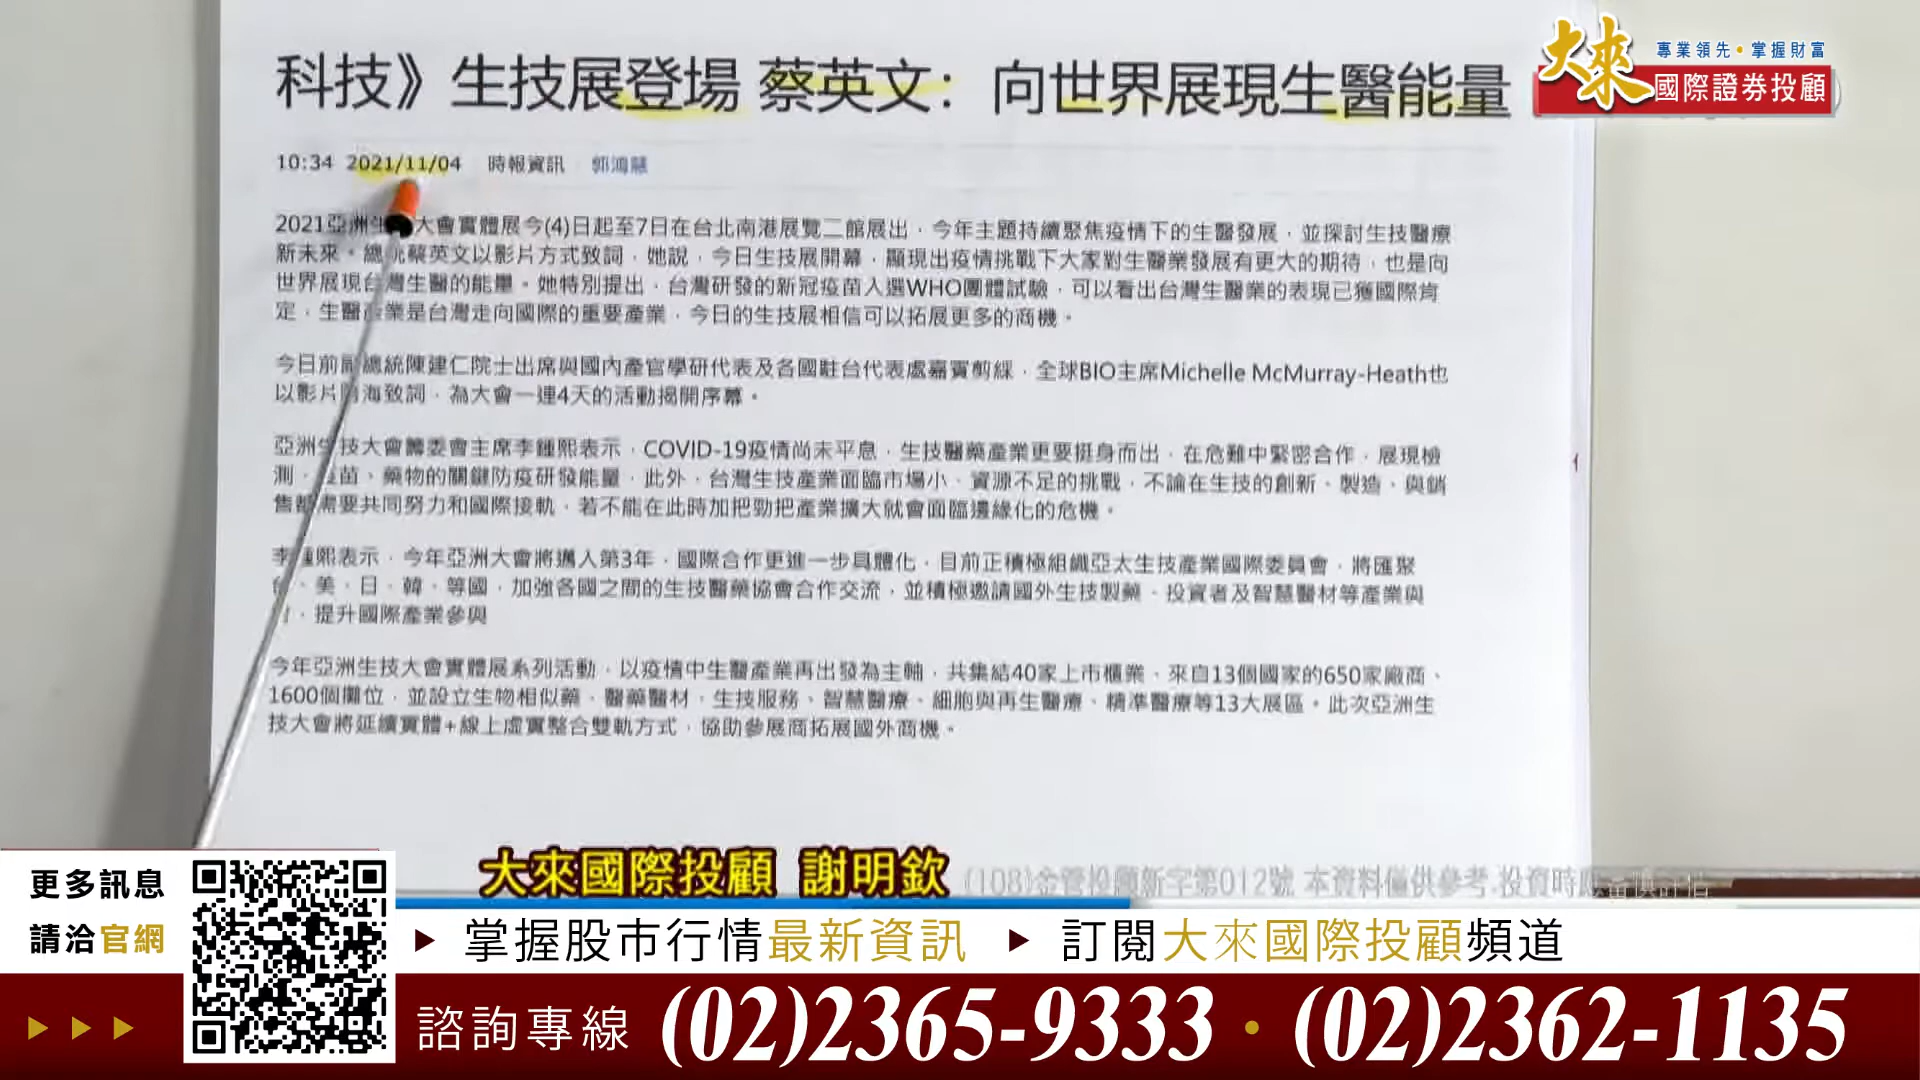 科技》生技展登場 蔡英文：向世界展現生醫能量
大來
專業領先•掌握財富
國際證券投顧
10:34 2021/11/04 時報資訊 郭鴻慧
2021亞洲生 大會實體展今(4)日起至7日在台北南港展覽二館展出，今年主題持續聚焦疫情下的生醫發展，並探討生技醫療
新未來。總統蔡英文以影片方式致詞，她說，今日生技展開幕，顯現出疫情挑戰下大家對生醫業發展有更大的期待，也是向
世界展現台灣生醫的能量。她特別提出，台灣研發的新冠疫苗入選WHO團體試驗，可以看出台灣生醫業的表現已獲國際肯
定，生醫產業是台灣走向國際的重要產業，今日的生技展相信可以拓展更多的商機。
今日前副總統陳建仁院士出席與國內產官學研代表及各國駐台代表處嘉賓剪綵，全球BIO主席Michelle McMurray-Heath也
以影片 海致詞，為大會一連4天的活動揭開序幕。
亞洲生技大會籌委會主席李鍾熙表示，COVID-19疫情尚未平息，生技醫藥產業更要挺身而出，在危難中緊密合作，展現檢
測、疫苗、藥物的關鍵防疫研發能量，此外，台灣生技產業面臨市場小、資源不足的挑戰，不論在生技的創新、製造、與銷
售都需要共同努力和國際接軌，若不能在此時加把勁把產業擴大就會面臨邊緣化的危機。
李鍾熙表示，今年亞洲大會將邁入第3年，國際合作更進一步具體化，目前正積極組織亞太生技產業國際委員會，將匯聚
台、美、日、韓、等國，加強各國之間的生技醫藥協會合作交流，並積極邀請國外生技製藥、投資者及智慧醫材等產業與
，提升國際產業參與
今年亞洲生技大會實體展系列活動，以疫情中生醫產業再出發為主軸，共集結40家上市櫃業、來自13個國家的650家廠商、
1600個攤位，並設立生物相似藥、醫藥醫材、生技服務、智慧醫療、細胞與再生醫療、精準醫療等13大展區。此次亞洲生
技大會將延續實體+線上虛實整合雙軌方式，協助參展商拓展國外商機。
大來國際投顧 謝明欽
(108)金管投顧新字第012號 本資料僅供參考,投資時應
更多訊息
請洽官網
掌握股市行情最新資訊 訂閱大來國際投顧頻道
諮詢專線 (02)2365-9333•(02)2362-1135